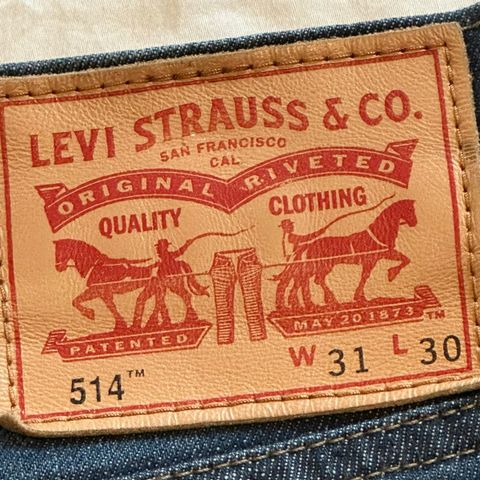 LEVI STRAUSS & CO.
SAN FRANCISCO
CAL
ORIGINAL RIVETED
QUALITY CLOTHING
PATENTED MAY 20 1873 ™
514™ W 31 L 30